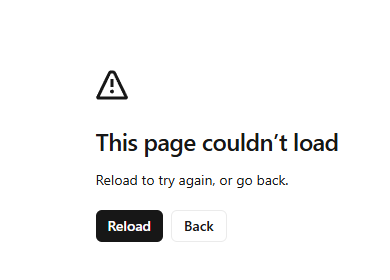 This page couldn’t load
Reload to try again, or go back.
Reload
Back